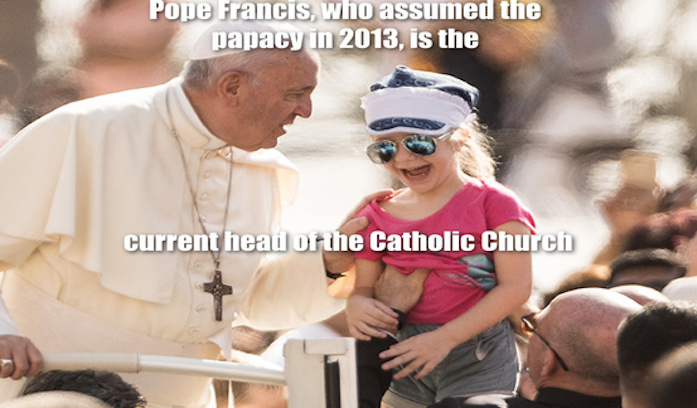 Pope Francis, who assumed the
papacy in 2013, is the
current head of the Catholic Church